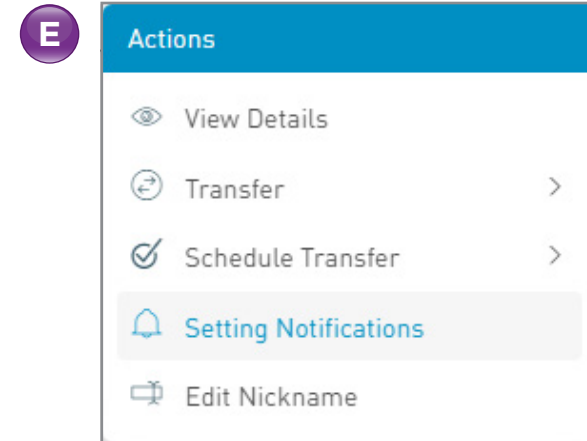 E
Actions
View Details
Transfer
Schedule Transfer
Setting Notifications
Edit Nickname